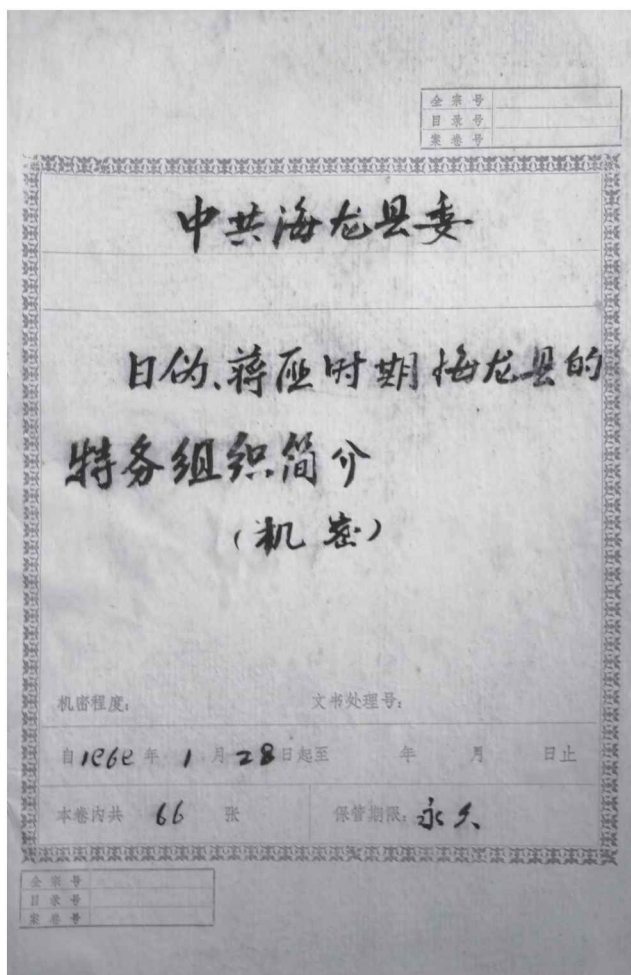 全宗号
目录号
案卷号
中共海龙县委
日伪、蒋匪时期海龙县的
特务组织简介
(机密)
机密程度： 文书处理号：
自1969年1月28日起至 年 月 日止
本卷内共 66 张 保管期限：永久
全宗号
目录号
案卷号